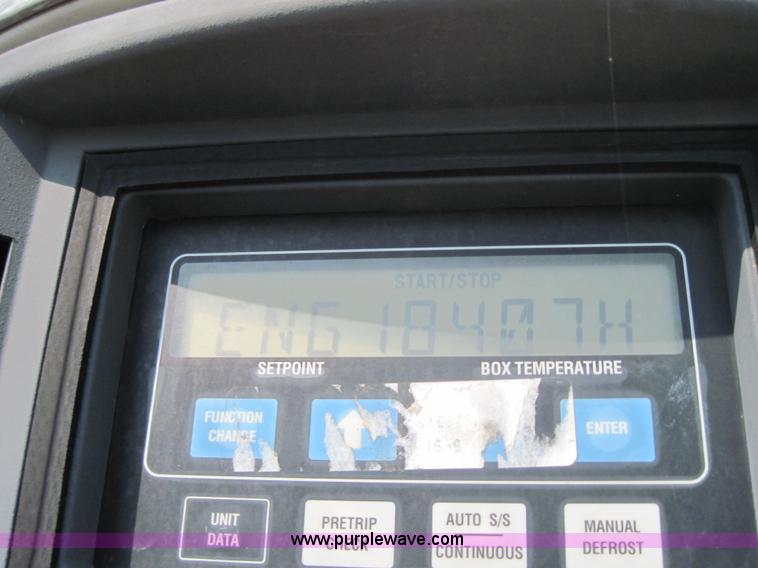 START/STOP
ENG 18407H
SETPOINT BOX TEMPERATURE
FUNCTION CHANGE
ENTER
UNIT DATA
PRETRIP CHECK
AUTO S/S CONTINUOUS
MANUAL DEFROST
www.purplewave.com